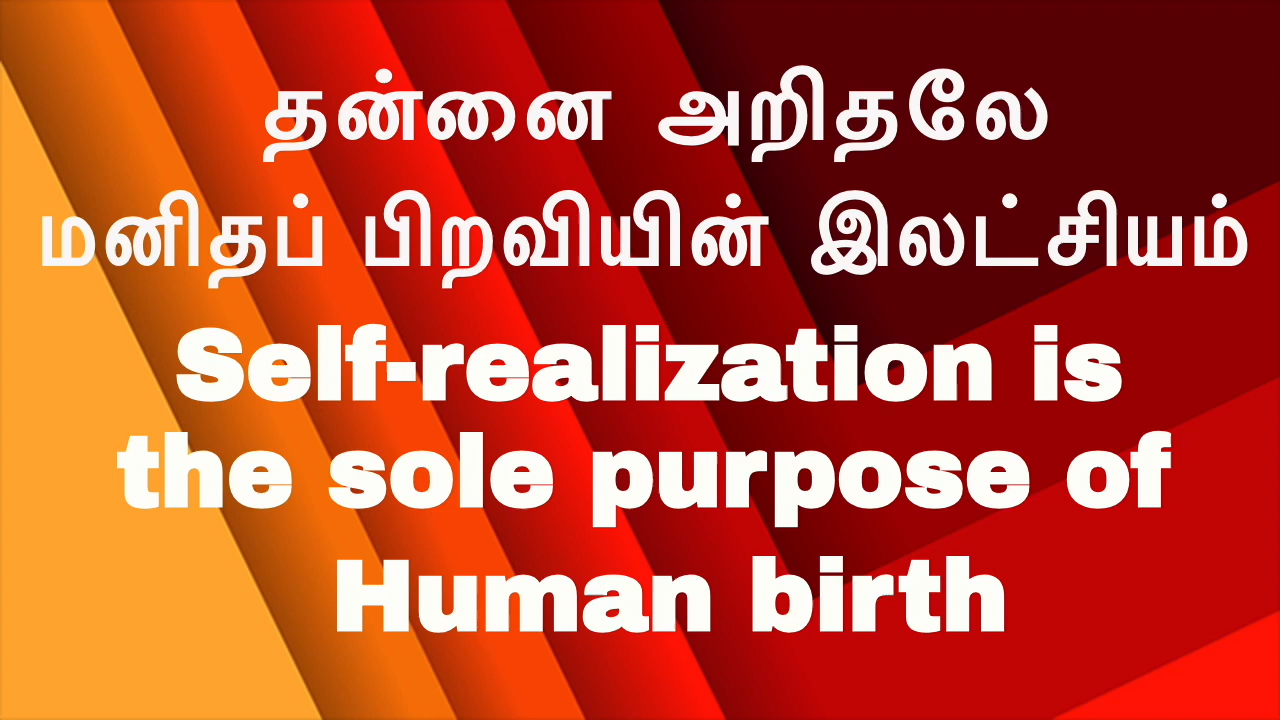 தன்னை அறிதலே
மனிதப் பிறவியின் இலட்சியம்
Self-realization is
the sole purpose of
Human birth